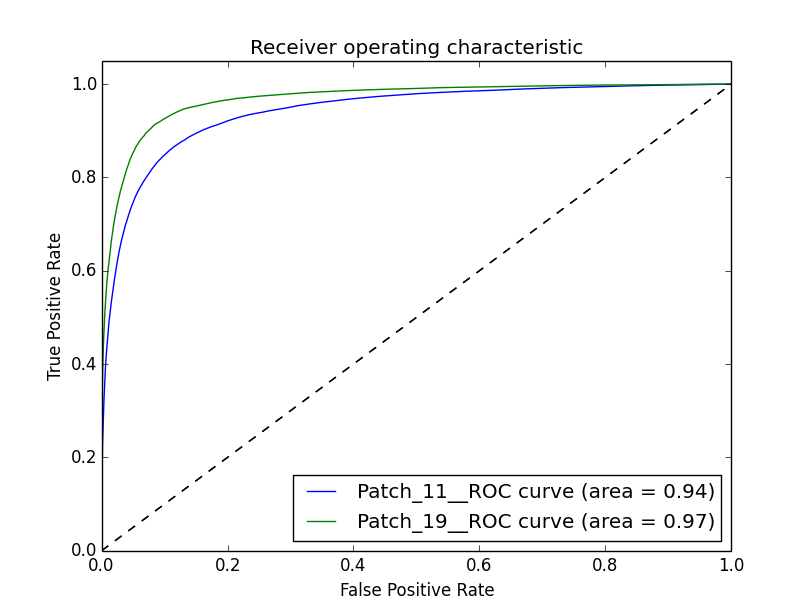 Receiver operating characteristic
1.0
0.8
0.6
0.4
0.2
0.0
True Positive Rate
Patch_11__ROC curve (area = 0.94)
Patch_19__ROC curve (area = 0.97)
0.0 0.2 0.4 0.6 0.8 1.0
False Positive Rate